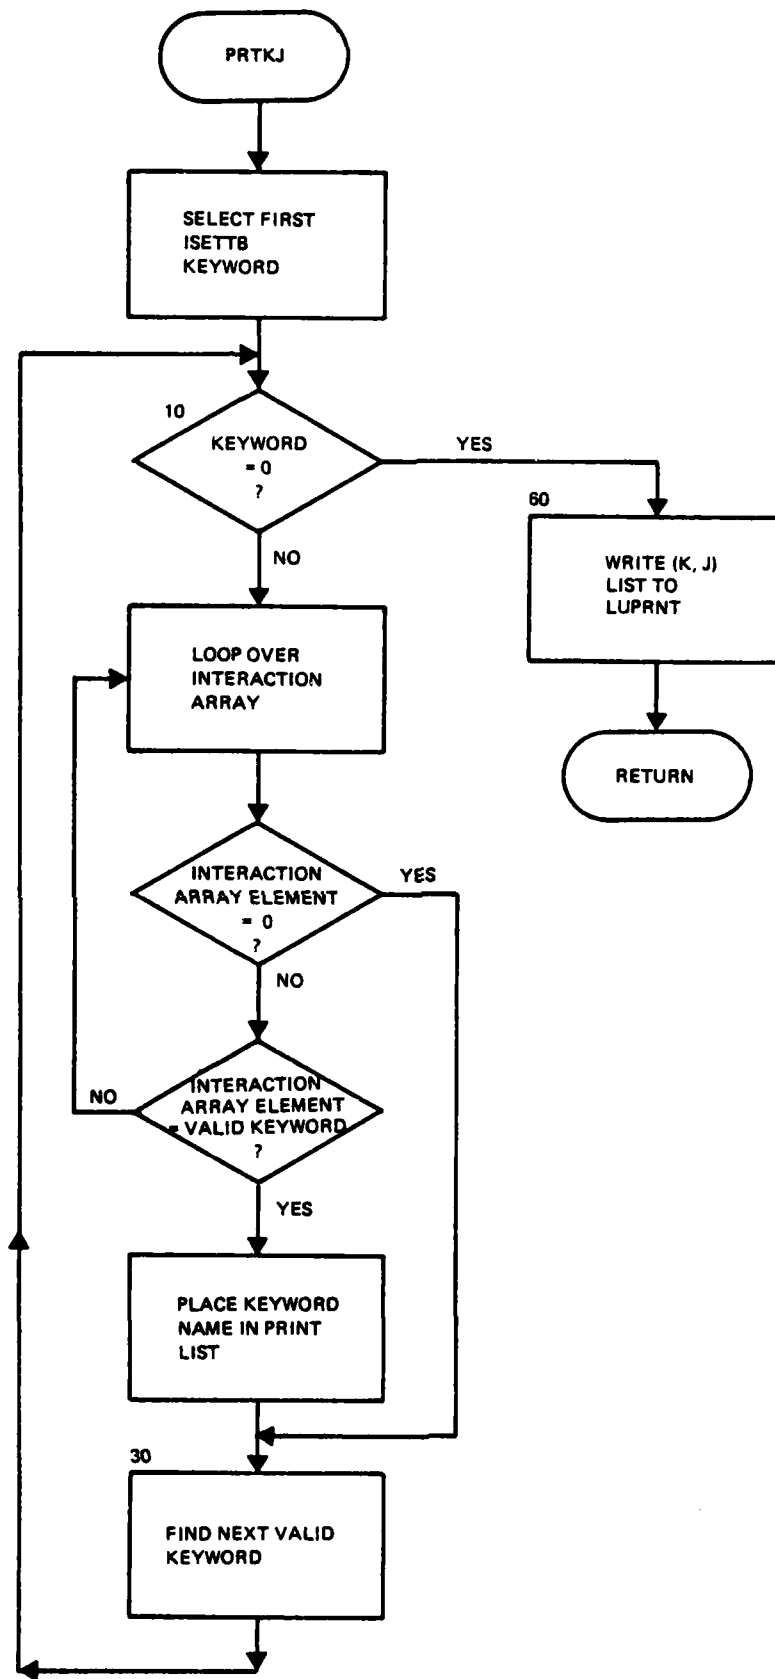 PRTKJ
SELECT FIRST
ISETTB
KEYWORD
10
KEYWORD
= 0
?
YES
NO
60
WRITE (K, J)
LIST TO
LUPRNT
RETURN
LOOP OVER
INTERACTION
ARRAY
INTERACTION
ARRAY ELEMENT
= 0
?
YES
NO
INTERACTION
ARRAY ELEMENT
= VALID KEYWORD
?
NO
YES
PLACE KEYWORD
NAME IN PRINT
LIST
30
FIND NEXT VALID
KEYWORD